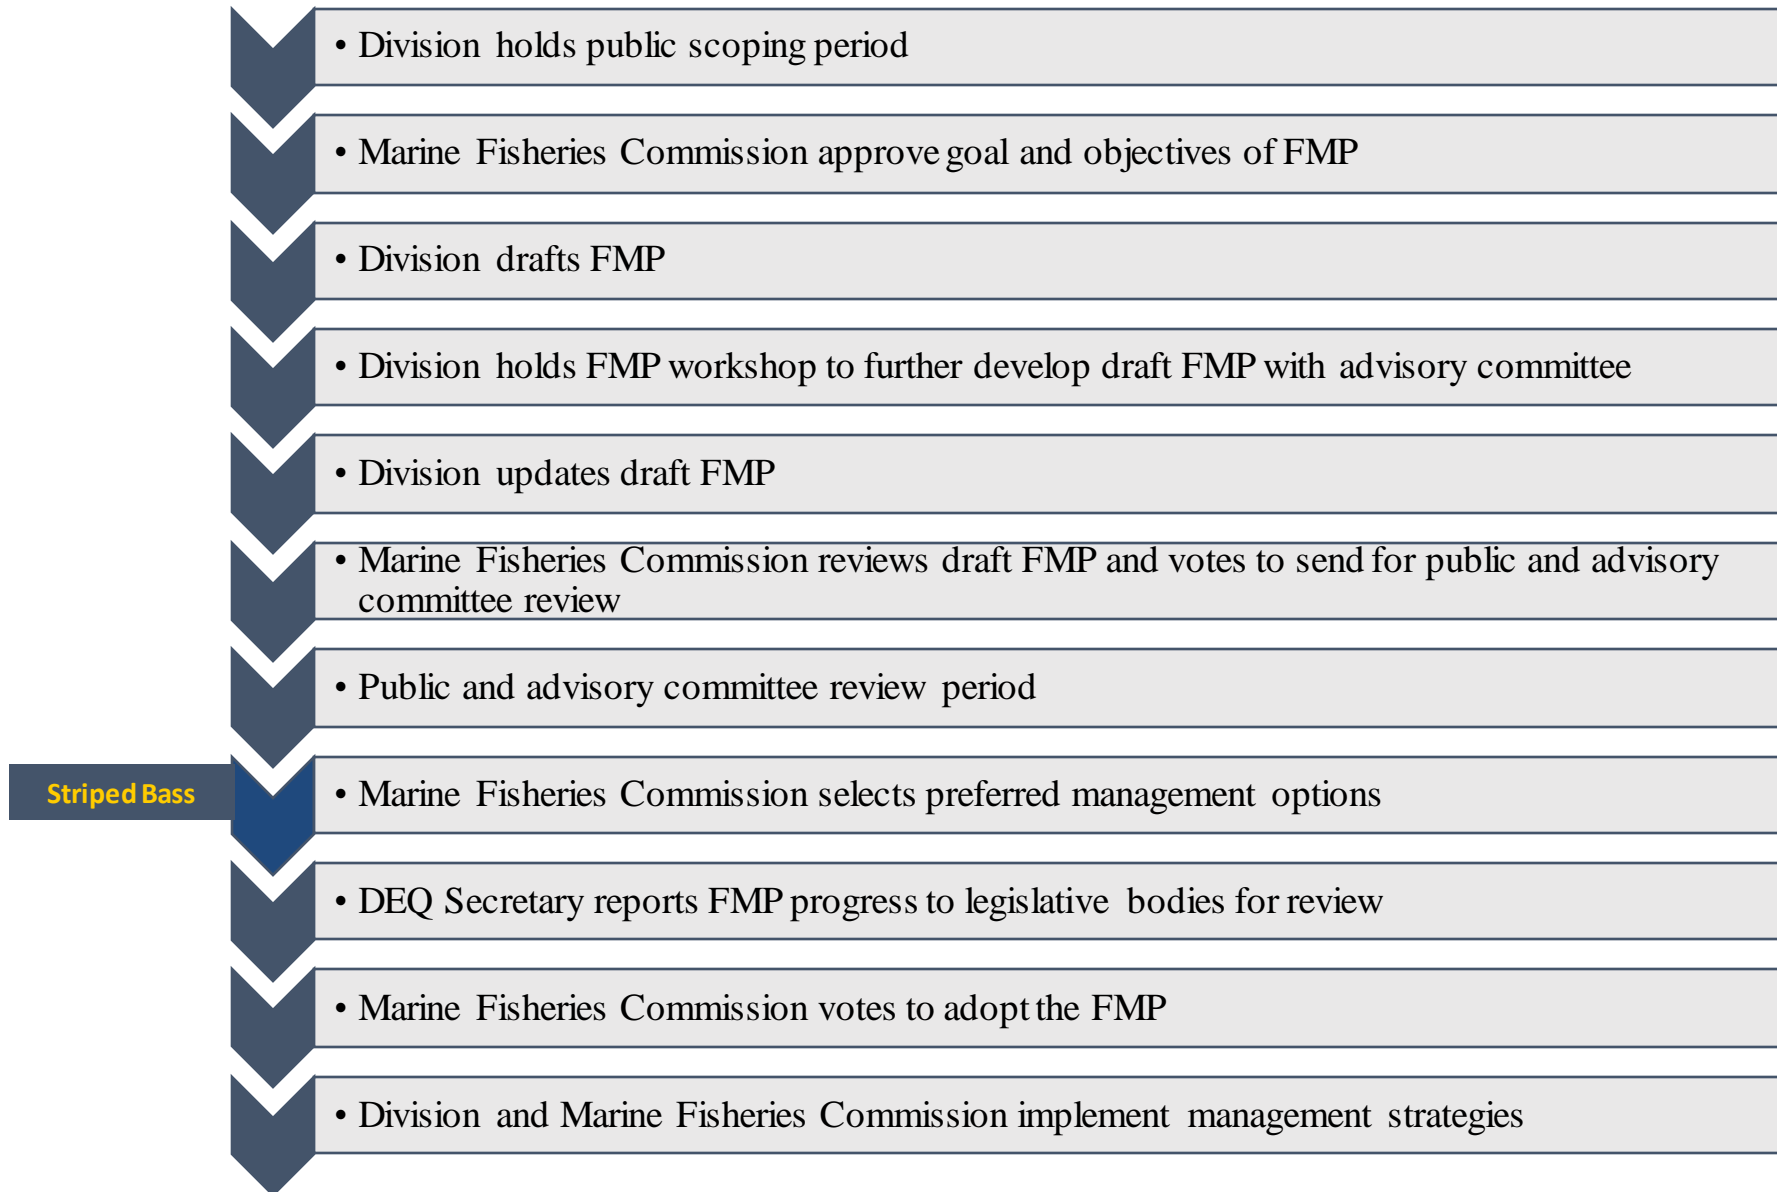 • Division holds public scoping period
• Marine Fisheries Commission approve goal and objectives of FMP
• Division drafts FMP
• Division holds FMP workshop to further develop draft FMP with advisory committee
• Division updates draft FMP
• Marine Fisheries Commission reviews draft FMP and votes to send for public and advisory
committee review
• Public and advisory committee review period
Striped Bass
• Marine Fisheries Commission selects preferred management options
• DEQ Secretary reports FMP progress to legislative bodies for review
• Marine Fisheries Commission votes to adopt the FMP
• Division and Marine Fisheries Commission implement management strategies